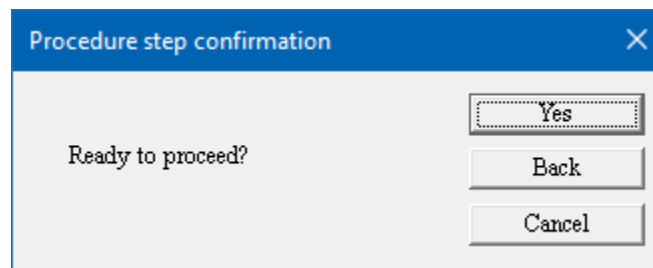 Procedure step confirmation
Ready to proceed?
Yes
Back
Cancel